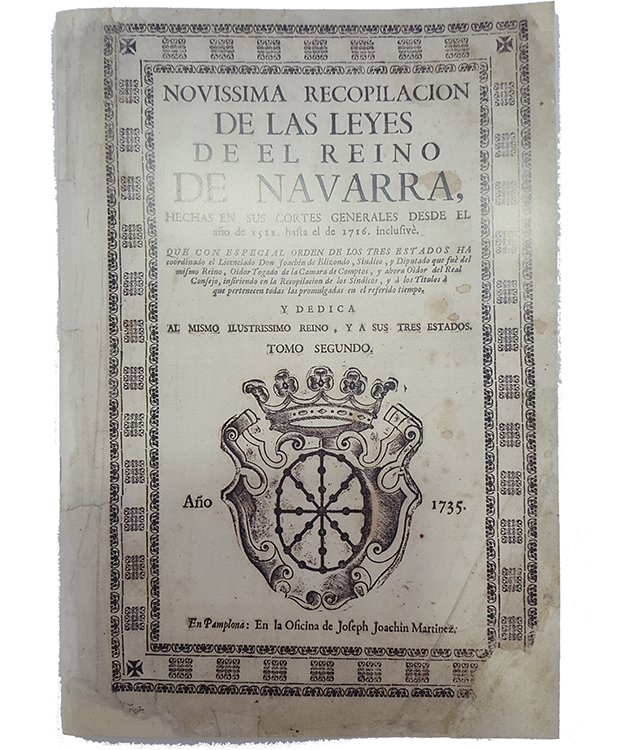 NOVISSIMA RECOPILACION
DE LAS LEYES
DE EL REINO
DE NAVARRA,
HECHAS EN SUS CORTES GENERALES DESDE EL
año de 1512. hasta el de 1716. inclusivè.
QUE CON ESPECIAL ORDEN DE LOS TRES ESTADOS HA
coordinado el Licenciado Don Joachin de Elizondo, Sindico, y Diputado que fuè del
mismo Reino, Oidor Togado de la Camara de Comptos, y ahora Oidor del Real
Consejo, insiriendo en la Recopilacion de los Sindicos, y à los Titulos à
que pertenecen todas las promulgadas en el referido tiempo.
Y DEDICA
AL MISMO ILUSTRISSIMO REINO, Y A SUS TRES ESTADOS.
TOMO SEGUNDO.
Año 1735.
En Pamplona: En la Oficina de Joseph Joachin Martinez.